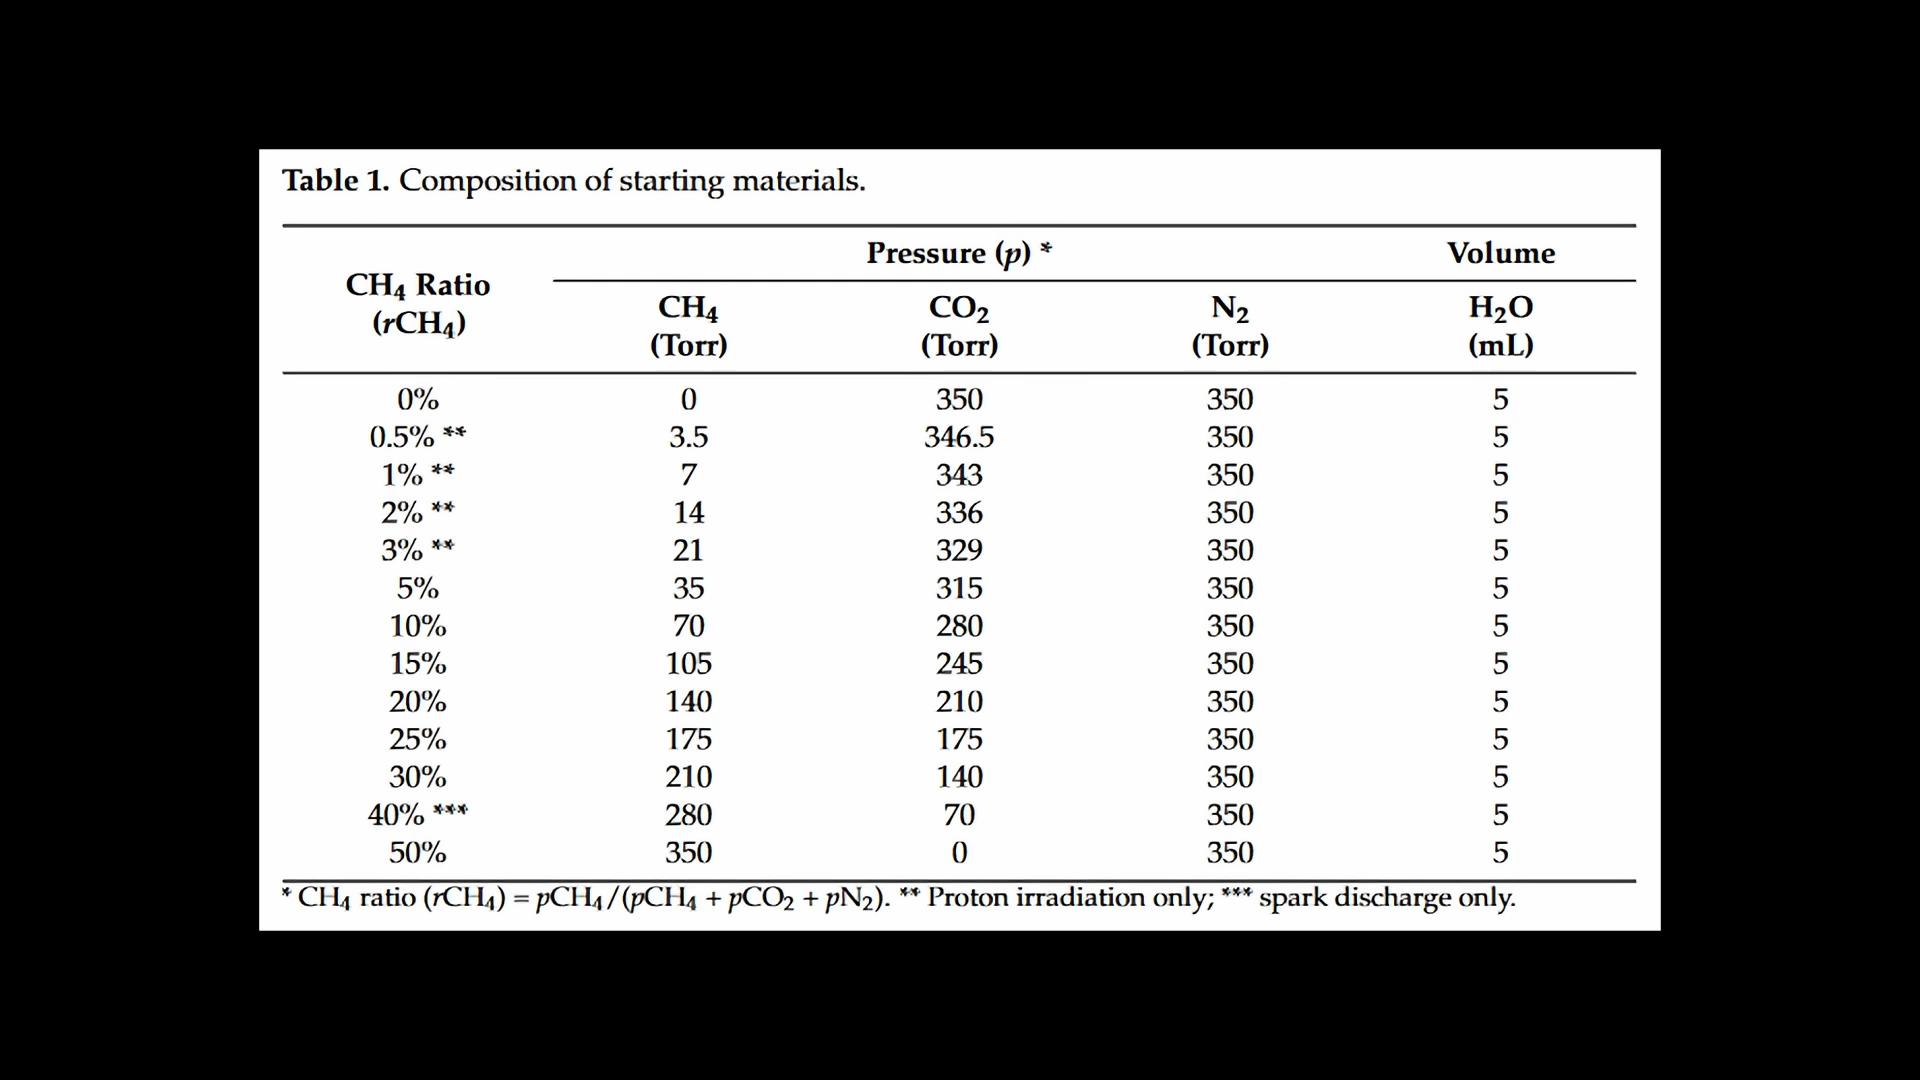 Table 1. Composition of starting materials.
CH₄ Ratio (rCH₄) Pressure (p) * Volume
CH₄ (Torr) CO₂ (Torr) N₂ (Torr) H₂O (mL)
0% 0 350 350 5
0.5% ** 3.5 346.5 350 5
1% ** 7 343 350 5
2% ** 14 336 350 5
3% ** 21 329 350 5
5% 35 315 350 5
10% 70 280 350 5
15% 105 245 350 5
20% 140 210 350 5
25% 175 175 350 5
30% 210 140 350 5
40% *** 280 70 350 5
50% 350 0 350 5
* CH₄ ratio (rCH₄) = pCH₄/(pCH₄ + pCO₂ + pN₂). ** Proton irradiation only; *** spark discharge only.